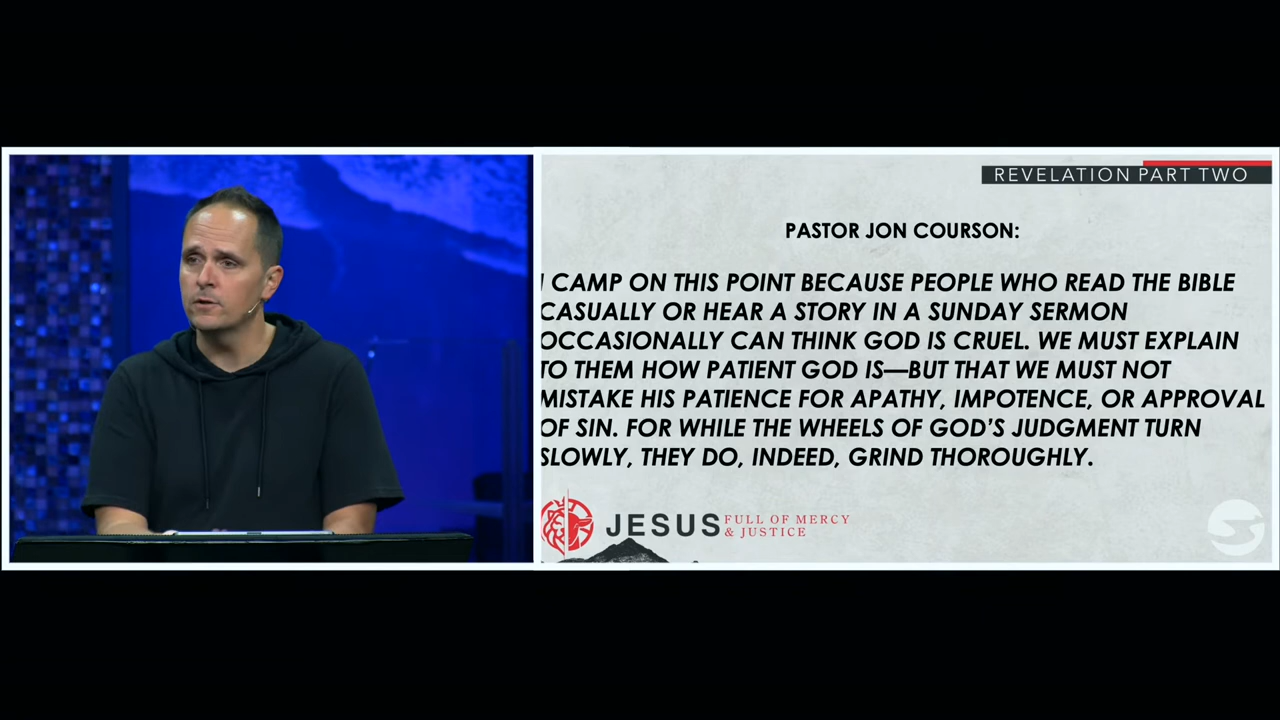 REVELATION PART TWO
PASTOR JON COURSON:
I CAMP ON THIS POINT BECAUSE PEOPLE WHO READ THE BIBLE
CASUALLY OR HEAR A STORY IN A SUNDAY SERMON
OCCASIONALLY CAN THINK GOD IS CRUEL. WE MUST EXPLAIN
TO THEM HOW PATIENT GOD IS—BUT THAT WE MUST NOT
MISTAKE HIS PATIENCE FOR APATHY, IMPOTENCE, OR APPROVAL
OF SIN. FOR WHILE THE WHEELS OF GOD'S JUDGMENT TURN
SLOWLY, THEY DO, INDEED, GRIND THOROUGHLY.
JESUS FULL OF MERCY
& JUSTICE